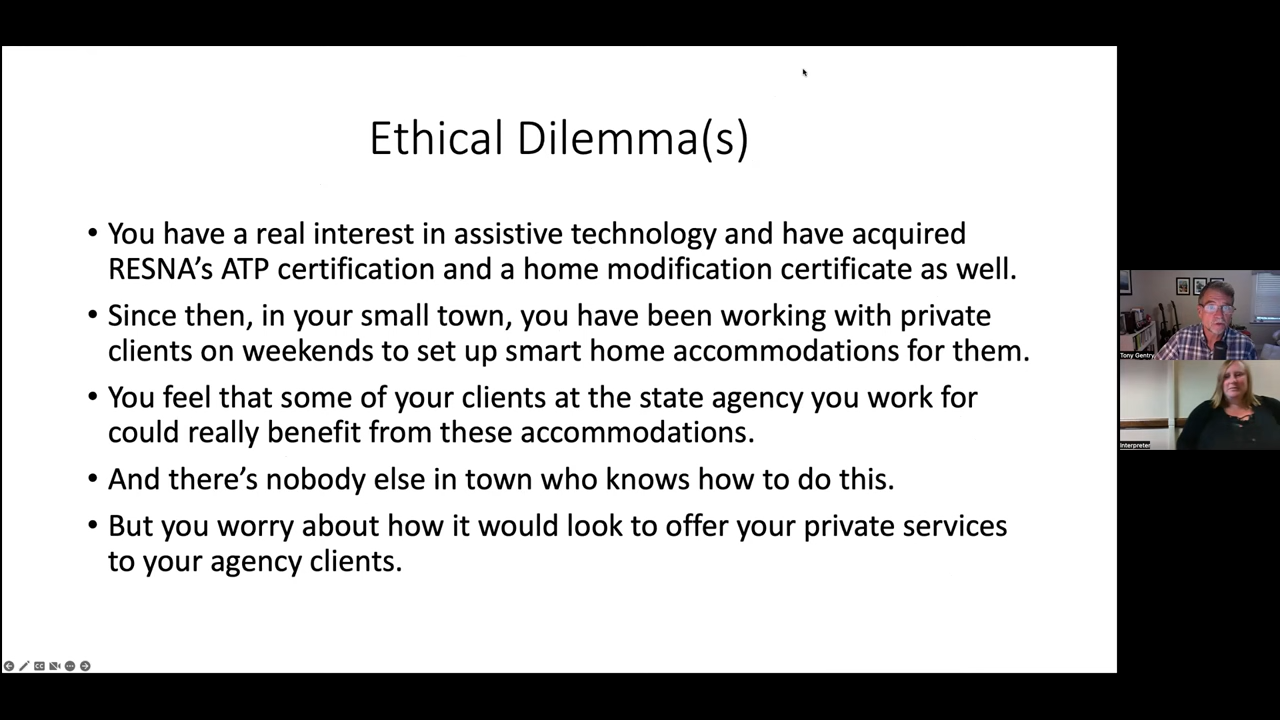 Ethical Dilemma(s)
• You have a real interest in assistive technology and have acquired
RESNA’s ATP certification and a home modification certificate as well.
• Since then, in your small town, you have been working with private
clients on weekends to set up smart home accommodations for them.
• You feel that some of your clients at the state agency you work for
could really benefit from these accommodations.
• And there’s nobody else in town who knows how to do this.
• But you worry about how it would look to offer your private services
to your agency clients.
Tony Gentry
Interpreter